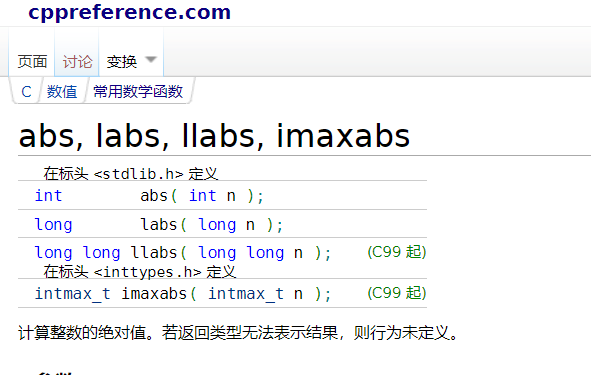 cppreference.com
页面 讨论 变换
C 数值 常用数学函数
abs, labs, llabs, imaxabs
在标头 <stdlib.h> 定义
int abs( int n );
long labs( long n );
long long llabs( long long n ); (C99 起)
在标头 <inttypes.h> 定义
intmax_t imaxabs( intmax_t n ); (C99 起)
计算整数的绝对值。若返回类型无法表示结果，则行为未定义。